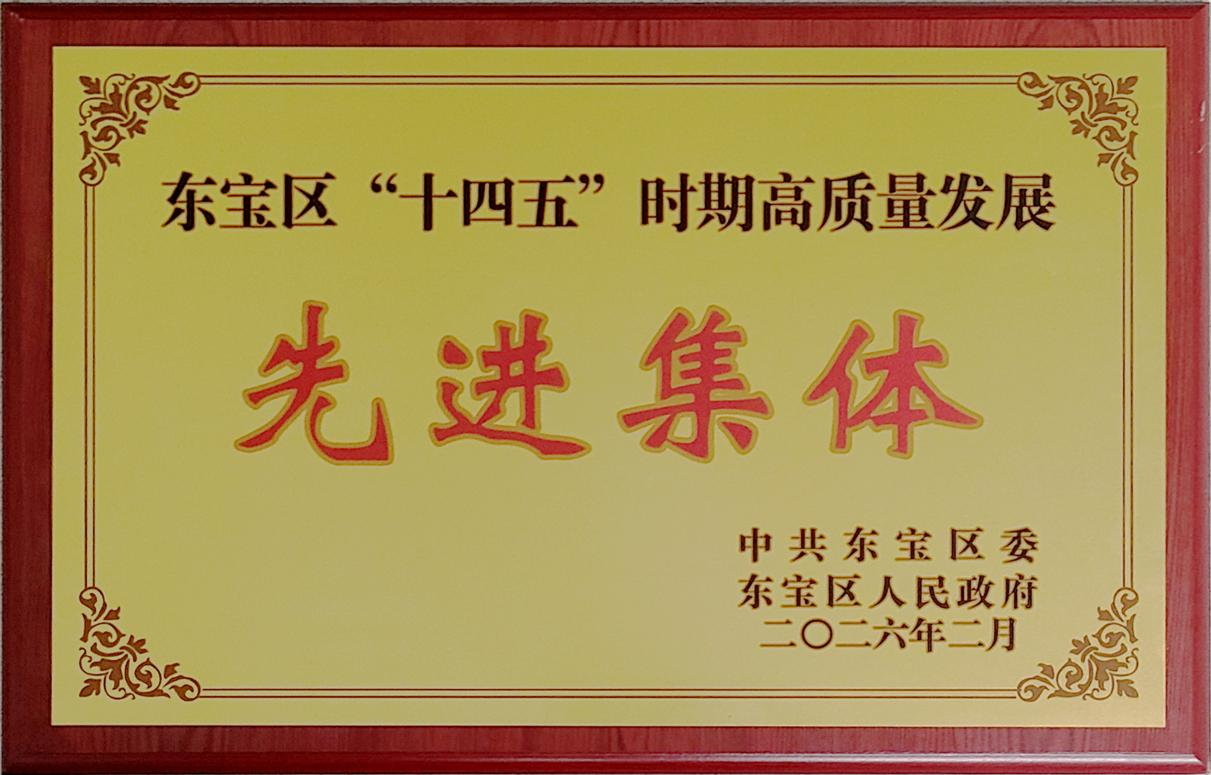 东宝区“十四五”时期高质量发展
先进集体
中共东宝区委
东宝区人民政府
二〇二六年二月